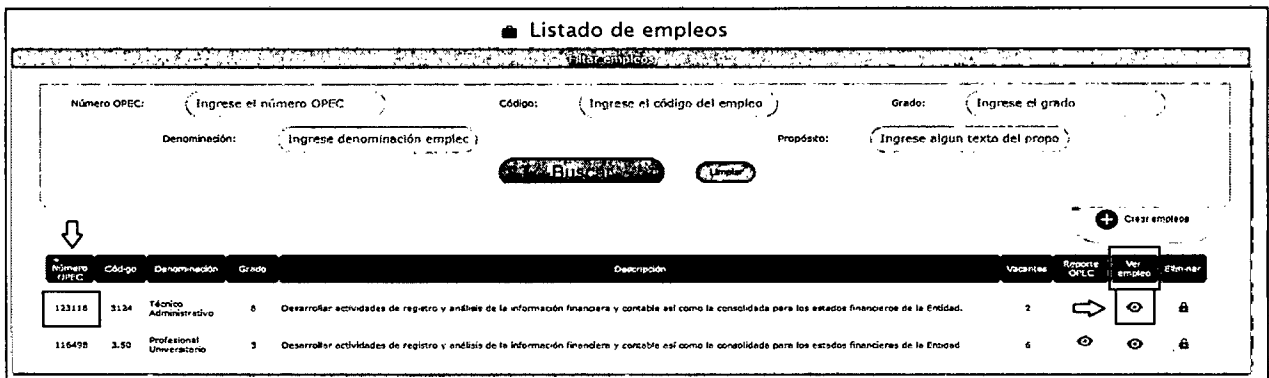 Listado de empleos
Filtrar empleos
Número OPEC: Ingrese el número OPEC Código: Ingrese el código del empleo Grado: Ingrese el grado
Denominación: Ingrese denominación emplec Propósito: Ingrese algun texto del propo
Buscar Limpiar
Crear empleos
Número OPEC Código Denominación Grado Descripción Vacantes Reporte OPEC Ver empleo Eliminar
123118 3124 Técnico Administrativo 8 Desarrollar actividades de registro y análisis de la información financiera y contable así como la consolidada para los estados financieros de la Entidad. 2
116498 3.50 Profesional Universitario 3 Desarrollar actividades de registro y análisis de la información financiera y contable así como la consolidada para los estados financieros de la Entidad 6